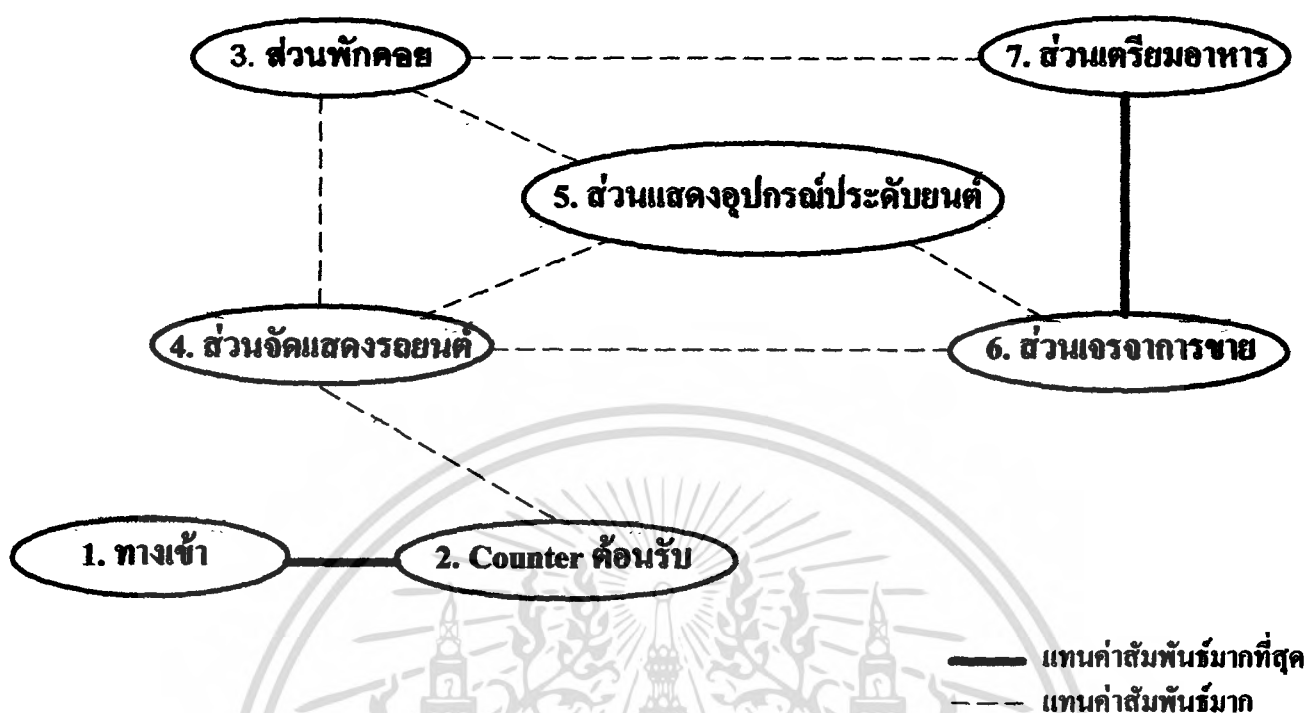 3. ส่วนพักคอย
7. ส่วนเตรียมอาหาร
5. ส่วนแสดงอุปกรณ์ประดับยนต์
4. ส่วนจัดแสดงรถยนต์
6. ส่วนเจรจาการขาย
1. ทางเข้า
2. Counter ต้อนรับ
แทนค่าสัมพันธ์มากที่สุด
แทนค่าสัมพันธ์มาก